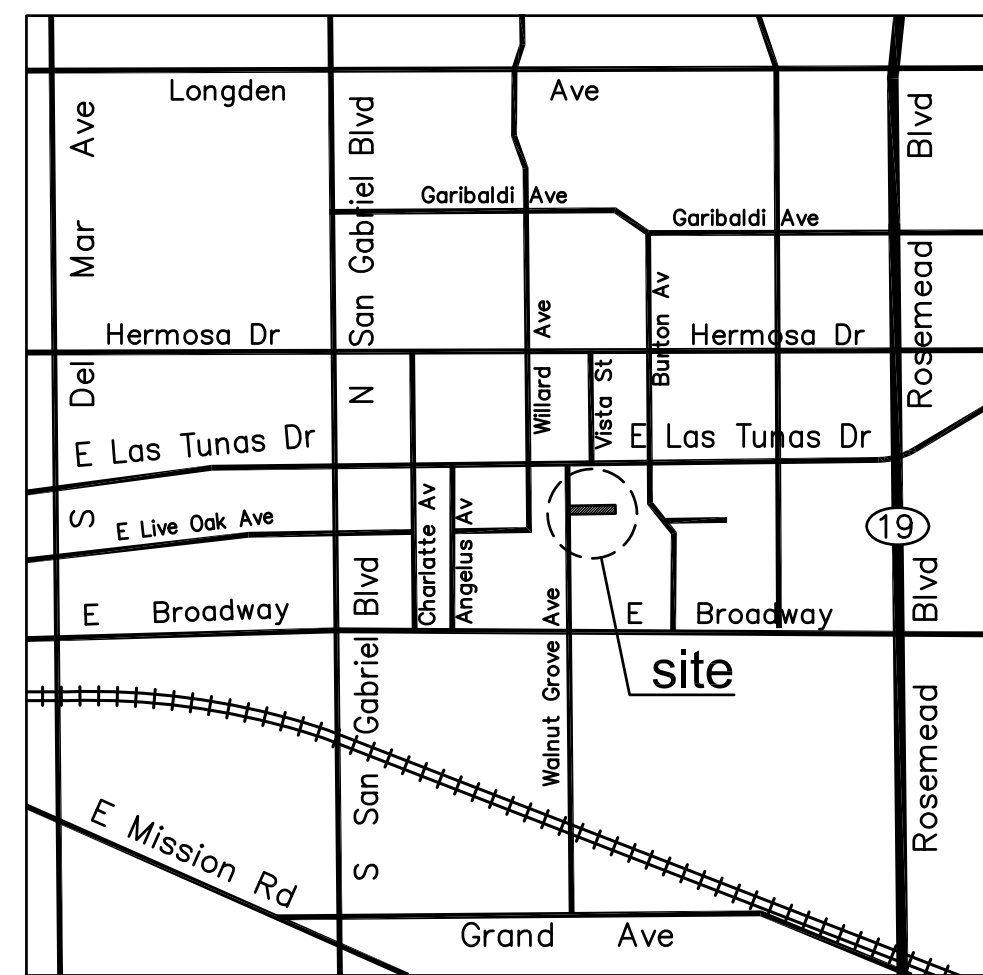 Longden Ave
S Del Mar Ave
N San Gabriel Blvd
Rosemead Blvd
Garibaldi Ave
Garibaldi Ave
Willard Ave
Burton Av
Hermosa Dr
Hermosa Dr
Vista St
E Las Tunas Dr
E Las Tunas Dr
E Live Oak Ave
Charlatte Av
Angelus Av
19
E Broadway
E Broadway
Walnut Grove Ave
site
S San Gabriel Blvd
Rosemead Blvd
E Mission Rd
Grand Ave